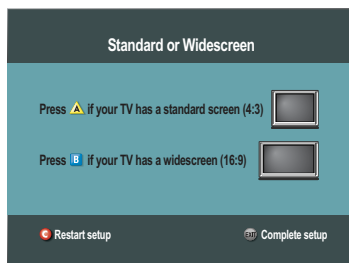 Standard or Widescreen
Press A if your TV has a standard screen (4:3)
Press B if your TV has a widescreen (16:9)
C Restart setup
EXIT Complete setup